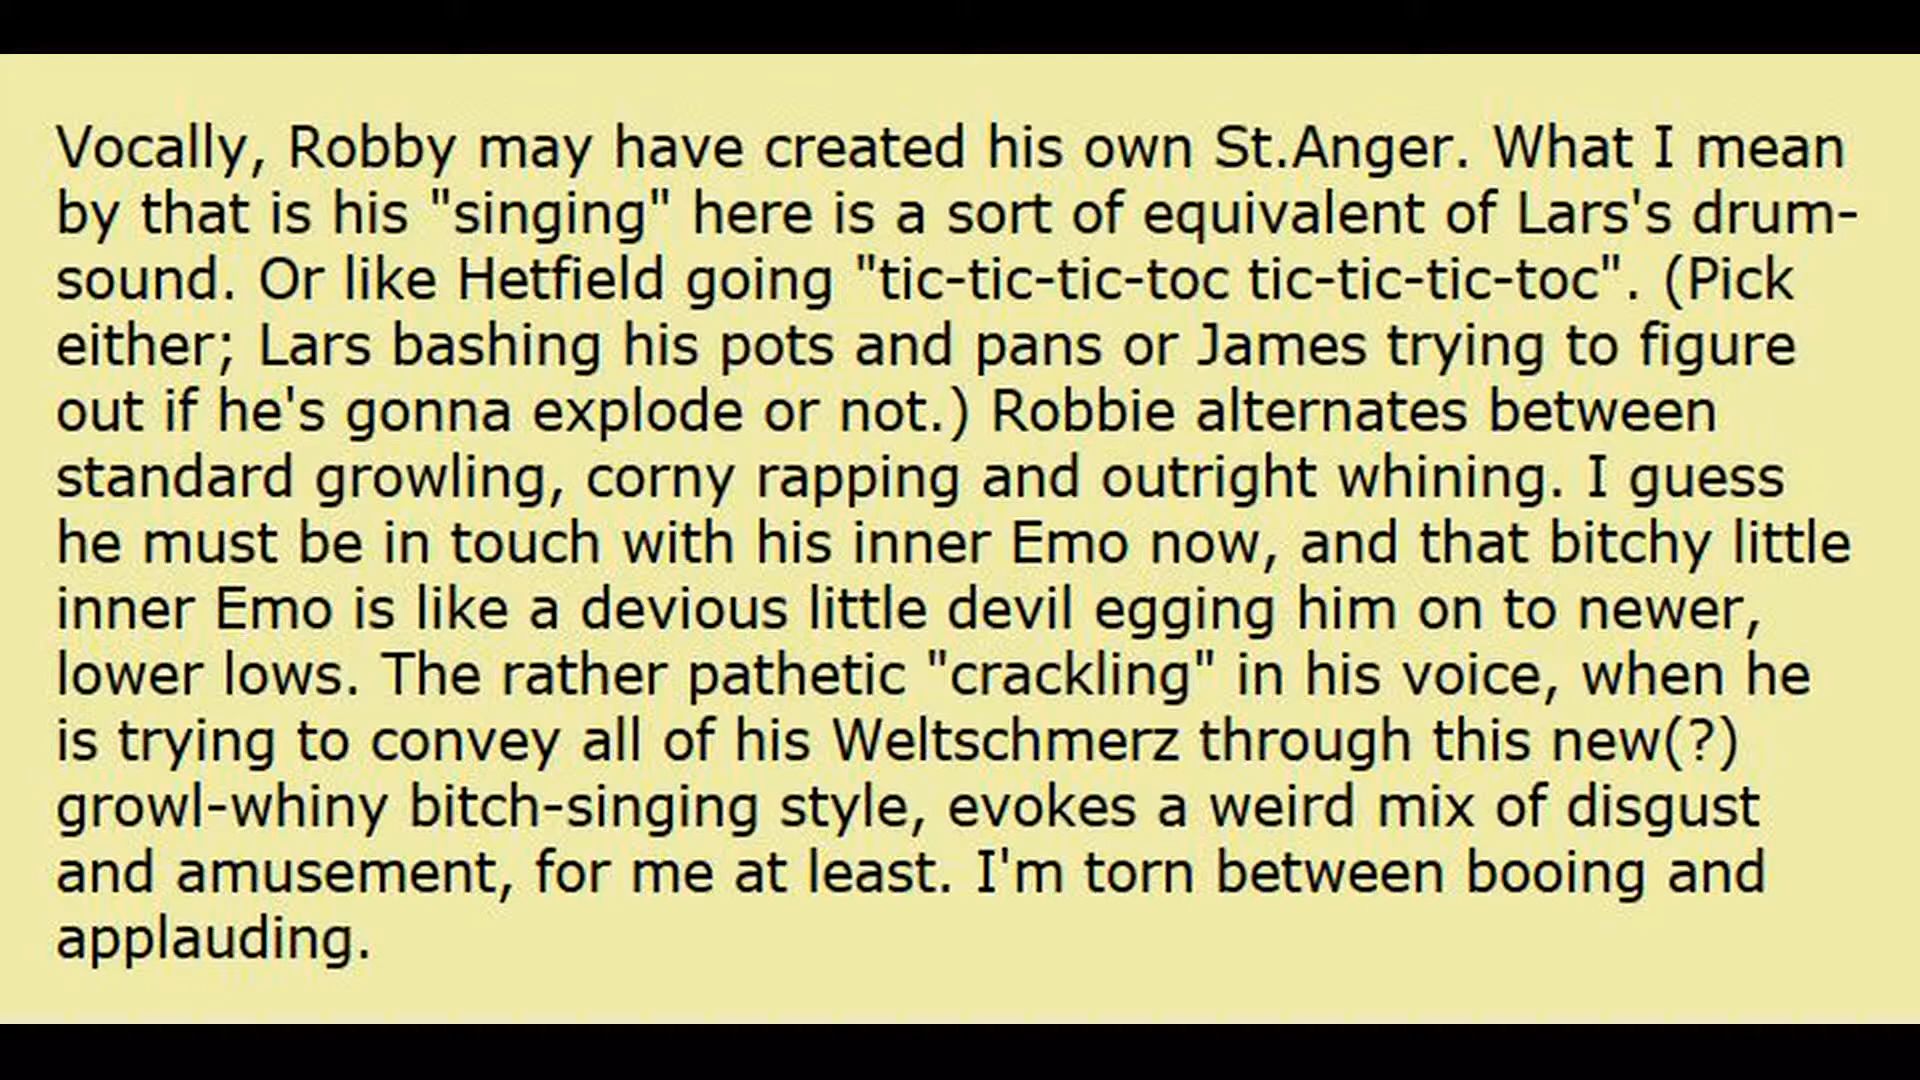 Vocally, Robby may have created his own St.Anger. What I mean
by that is his "singing" here is a sort of equivalent of Lars's drum-
sound. Or like Hetfield going "tic-tic-tic-toc tic-tic-tic-toc". (Pick
either; Lars bashing his pots and pans or James trying to figure
out if he's gonna explode or not.) Robbie alternates between
standard growling, corny rapping and outright whining. I guess
he must be in touch with his inner Emo now, and that bitchy little
inner Emo is like a devious little devil egging him on to newer,
lower lows. The rather pathetic "crackling" in his voice, when he
is trying to convey all of his Weltschmerz through this new(?)
growl-whiny bitch-singing style, evokes a weird mix of disgust
and amusement, for me at least. I'm torn between booing and
applauding.